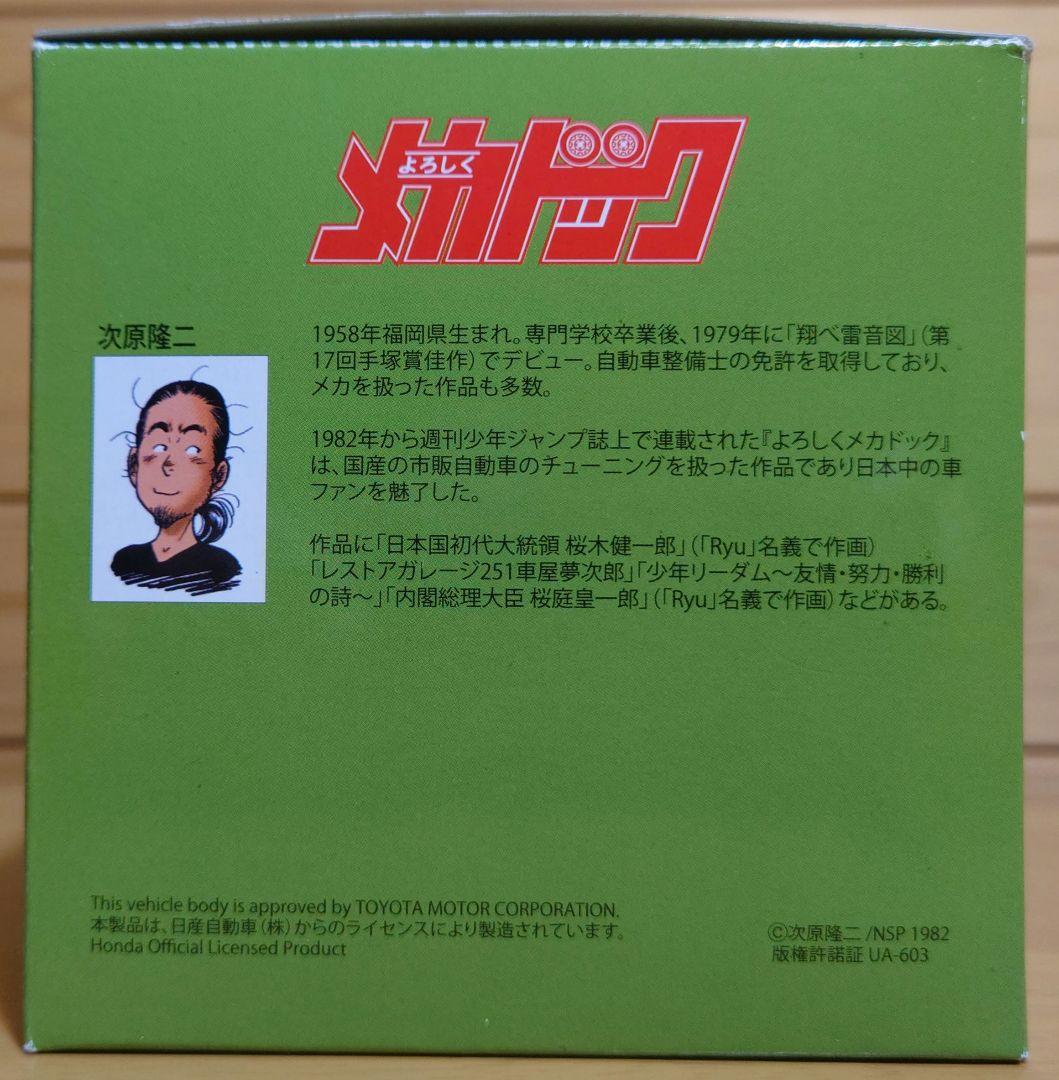 よろしく
メカドック
次原隆二
1958年福岡県生まれ。専門学校卒業後、1979年に「翔べ雷音図」(第
17回手塚賞佳作)でデビュー。自動車整備士の免許を取得しており、
メカを扱った作品も多数。
1982年から週刊少年ジャンプ誌上で連載された『よろしくメカドック』
は、国産の市販自動車のチューニングを扱った作品であり日本中の車
ファンを魅了した。
作品に「日本国初代大統領 桜木健一郎」(「Ryu」名義で作画)
「レストアガレージ251車屋夢次郎」「少年リーダム～友情・努力・勝利
の詩～」「内閣総理大臣 桜庭皇一郎」(「Ryu」名義で作画)などがある。
This vehicle body is approved by TOYOTA MOTOR CORPORATION.
本製品は、日産自動車(株)からのライセンスにより製造されています。
Honda Official Licensed Product
©次原隆二 /NSP 1982
版権許諾証 UA-603